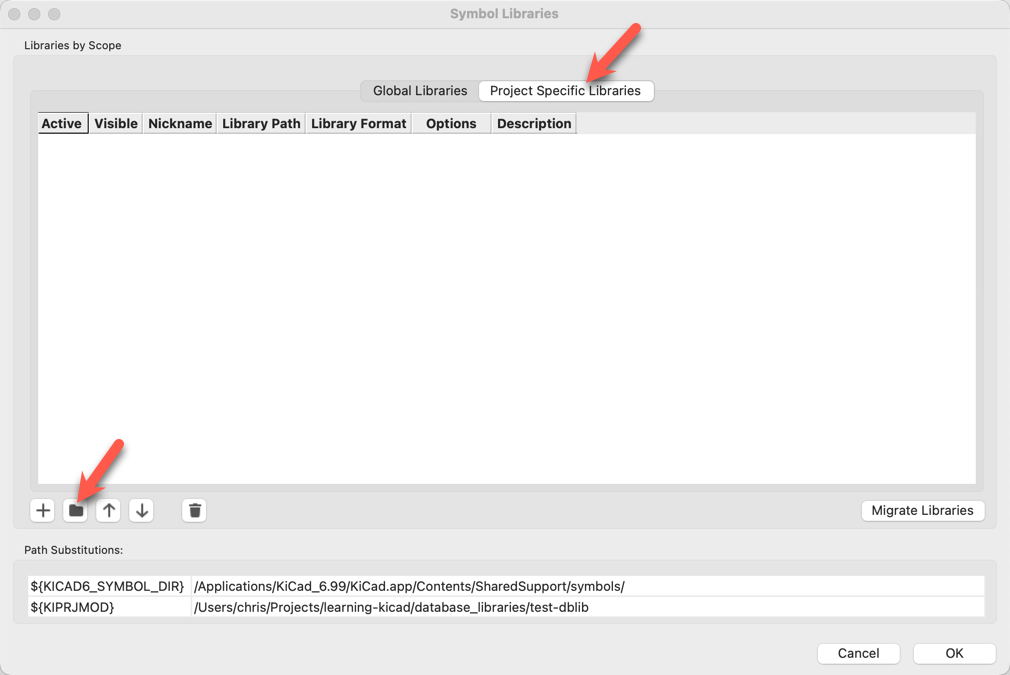 Symbol Libraries
Libraries by Scope
Global Libraries Project Specific Libraries
Active Visible Nickname Library Path Library Format Options Description
Migrate Libraries
Path Substitutions:
${KICAD6_SYMBOL_DIR} /Applications/KiCad_6.99/KiCad.app/Contents/SharedSupport/symbols/
${KIPRJMOD} /Users/chris/Projects/learning-kicad/database_libraries/test-dblib
Cancel OK